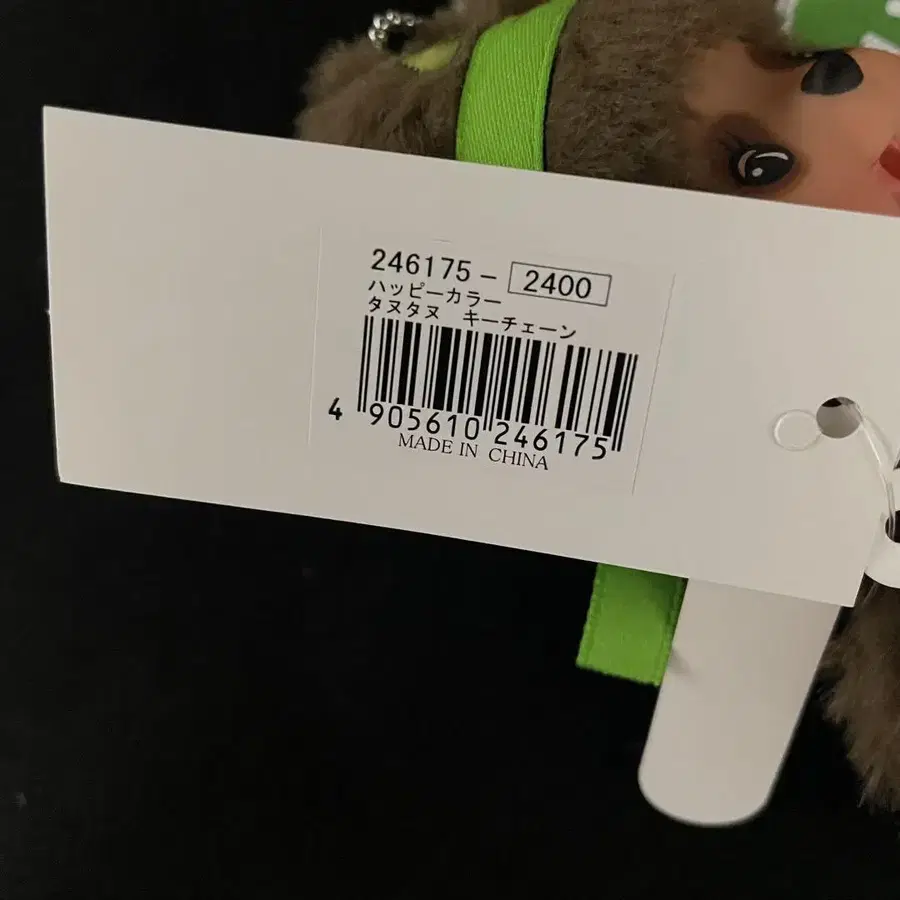 246175- 2400
ハッピーカラー
タヌタヌ　キーチェーン
4 905610 246175
MADE IN CHINA